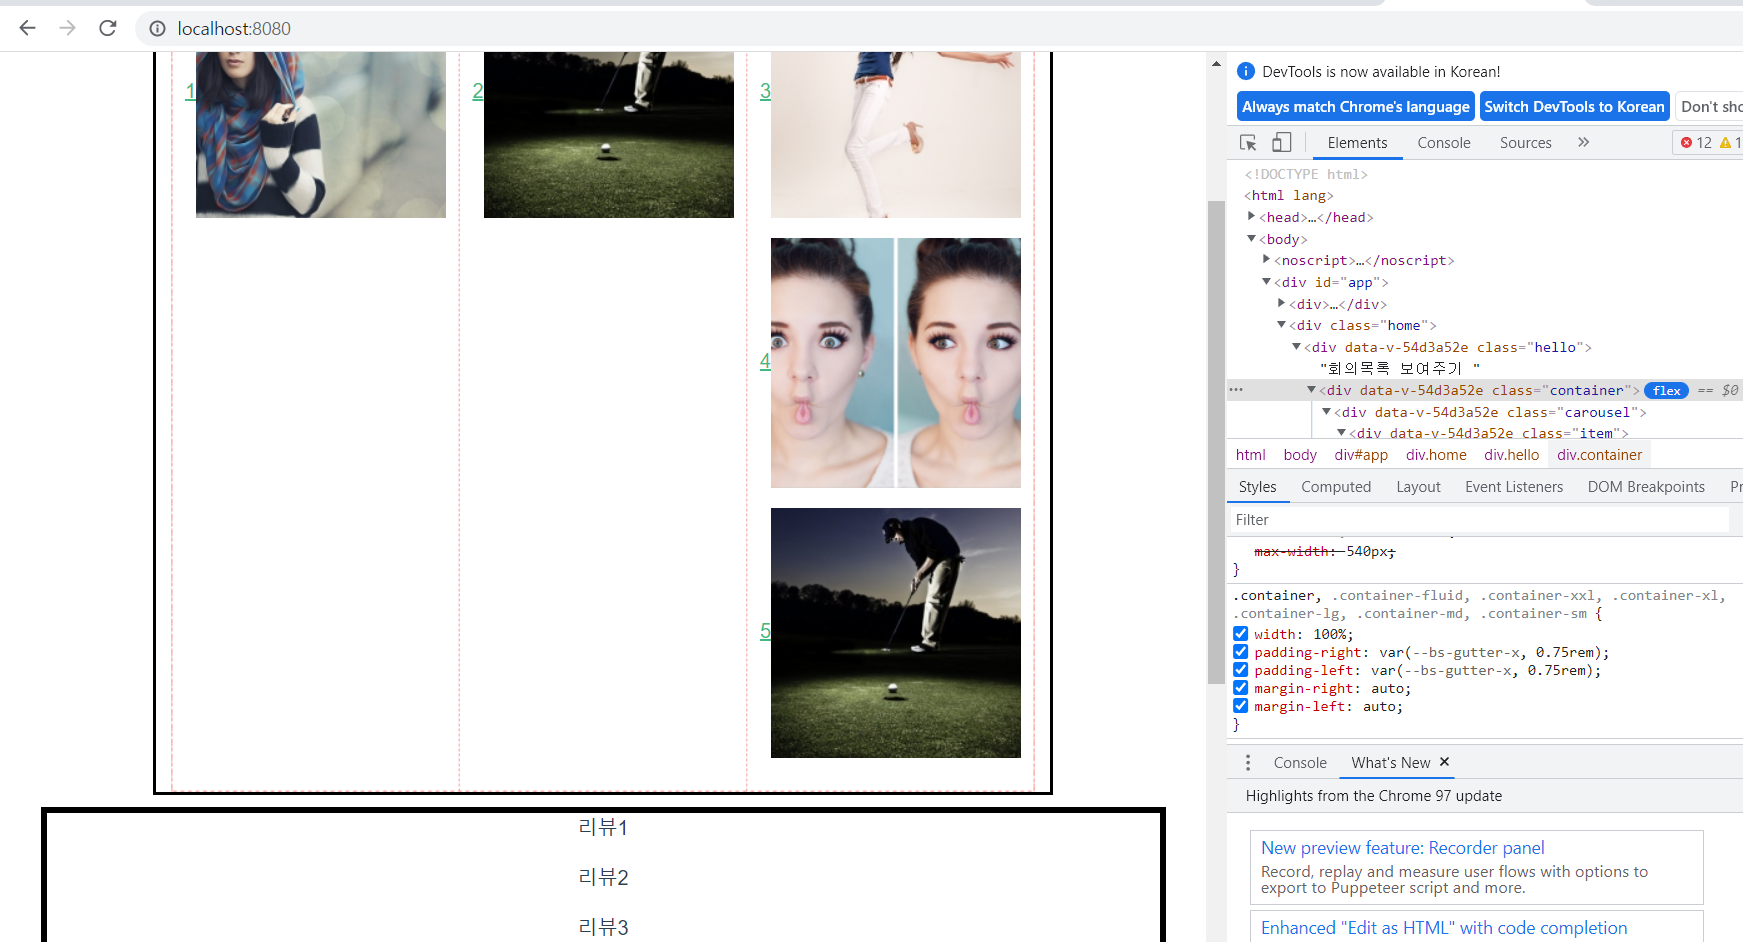 localhost:8080
1
2
3
4
5
리뷰1
리뷰2
리뷰3
DevTools is now available in Korean!
Always match Chrome's language
Switch DevTools to Korean
Don't sho
Elements
Console
Sources
12
1
<!DOCTYPE html>
<html lang>
<head>…</head>
<body>
<noscript>…</noscript>
<div id="app">
<div>…</div>
<div class="home">
<div data-v-54d3a52e class="hello">
"회의목록 보여주기 "
… <div data-v-54d3a52e class="container"> flex == $0
<div data-v-54d3a52e class="carousel">
<div data-v-54d3a52e class="item">
html body div#app div.home div.hello div.container
Styles Computed Layout Event Listeners DOM Breakpoints Pr
Filter
max-width: 540px;
}
.container, .container-fluid, .container-xxl, .container-xl,
.container-lg, .container-md, .container-sm {
width: 100%;
padding-right: var(--bs-gutter-x, 0.75rem);
padding-left: var(--bs-gutter-x, 0.75rem);
margin-right: auto;
margin-left: auto;
}
Console What's New
Highlights from the Chrome 97 update
New preview feature: Recorder panel
Record, replay and measure user flows with options to
export to Puppeteer script and more.
Enhanced "Edit as HTML" with code completion